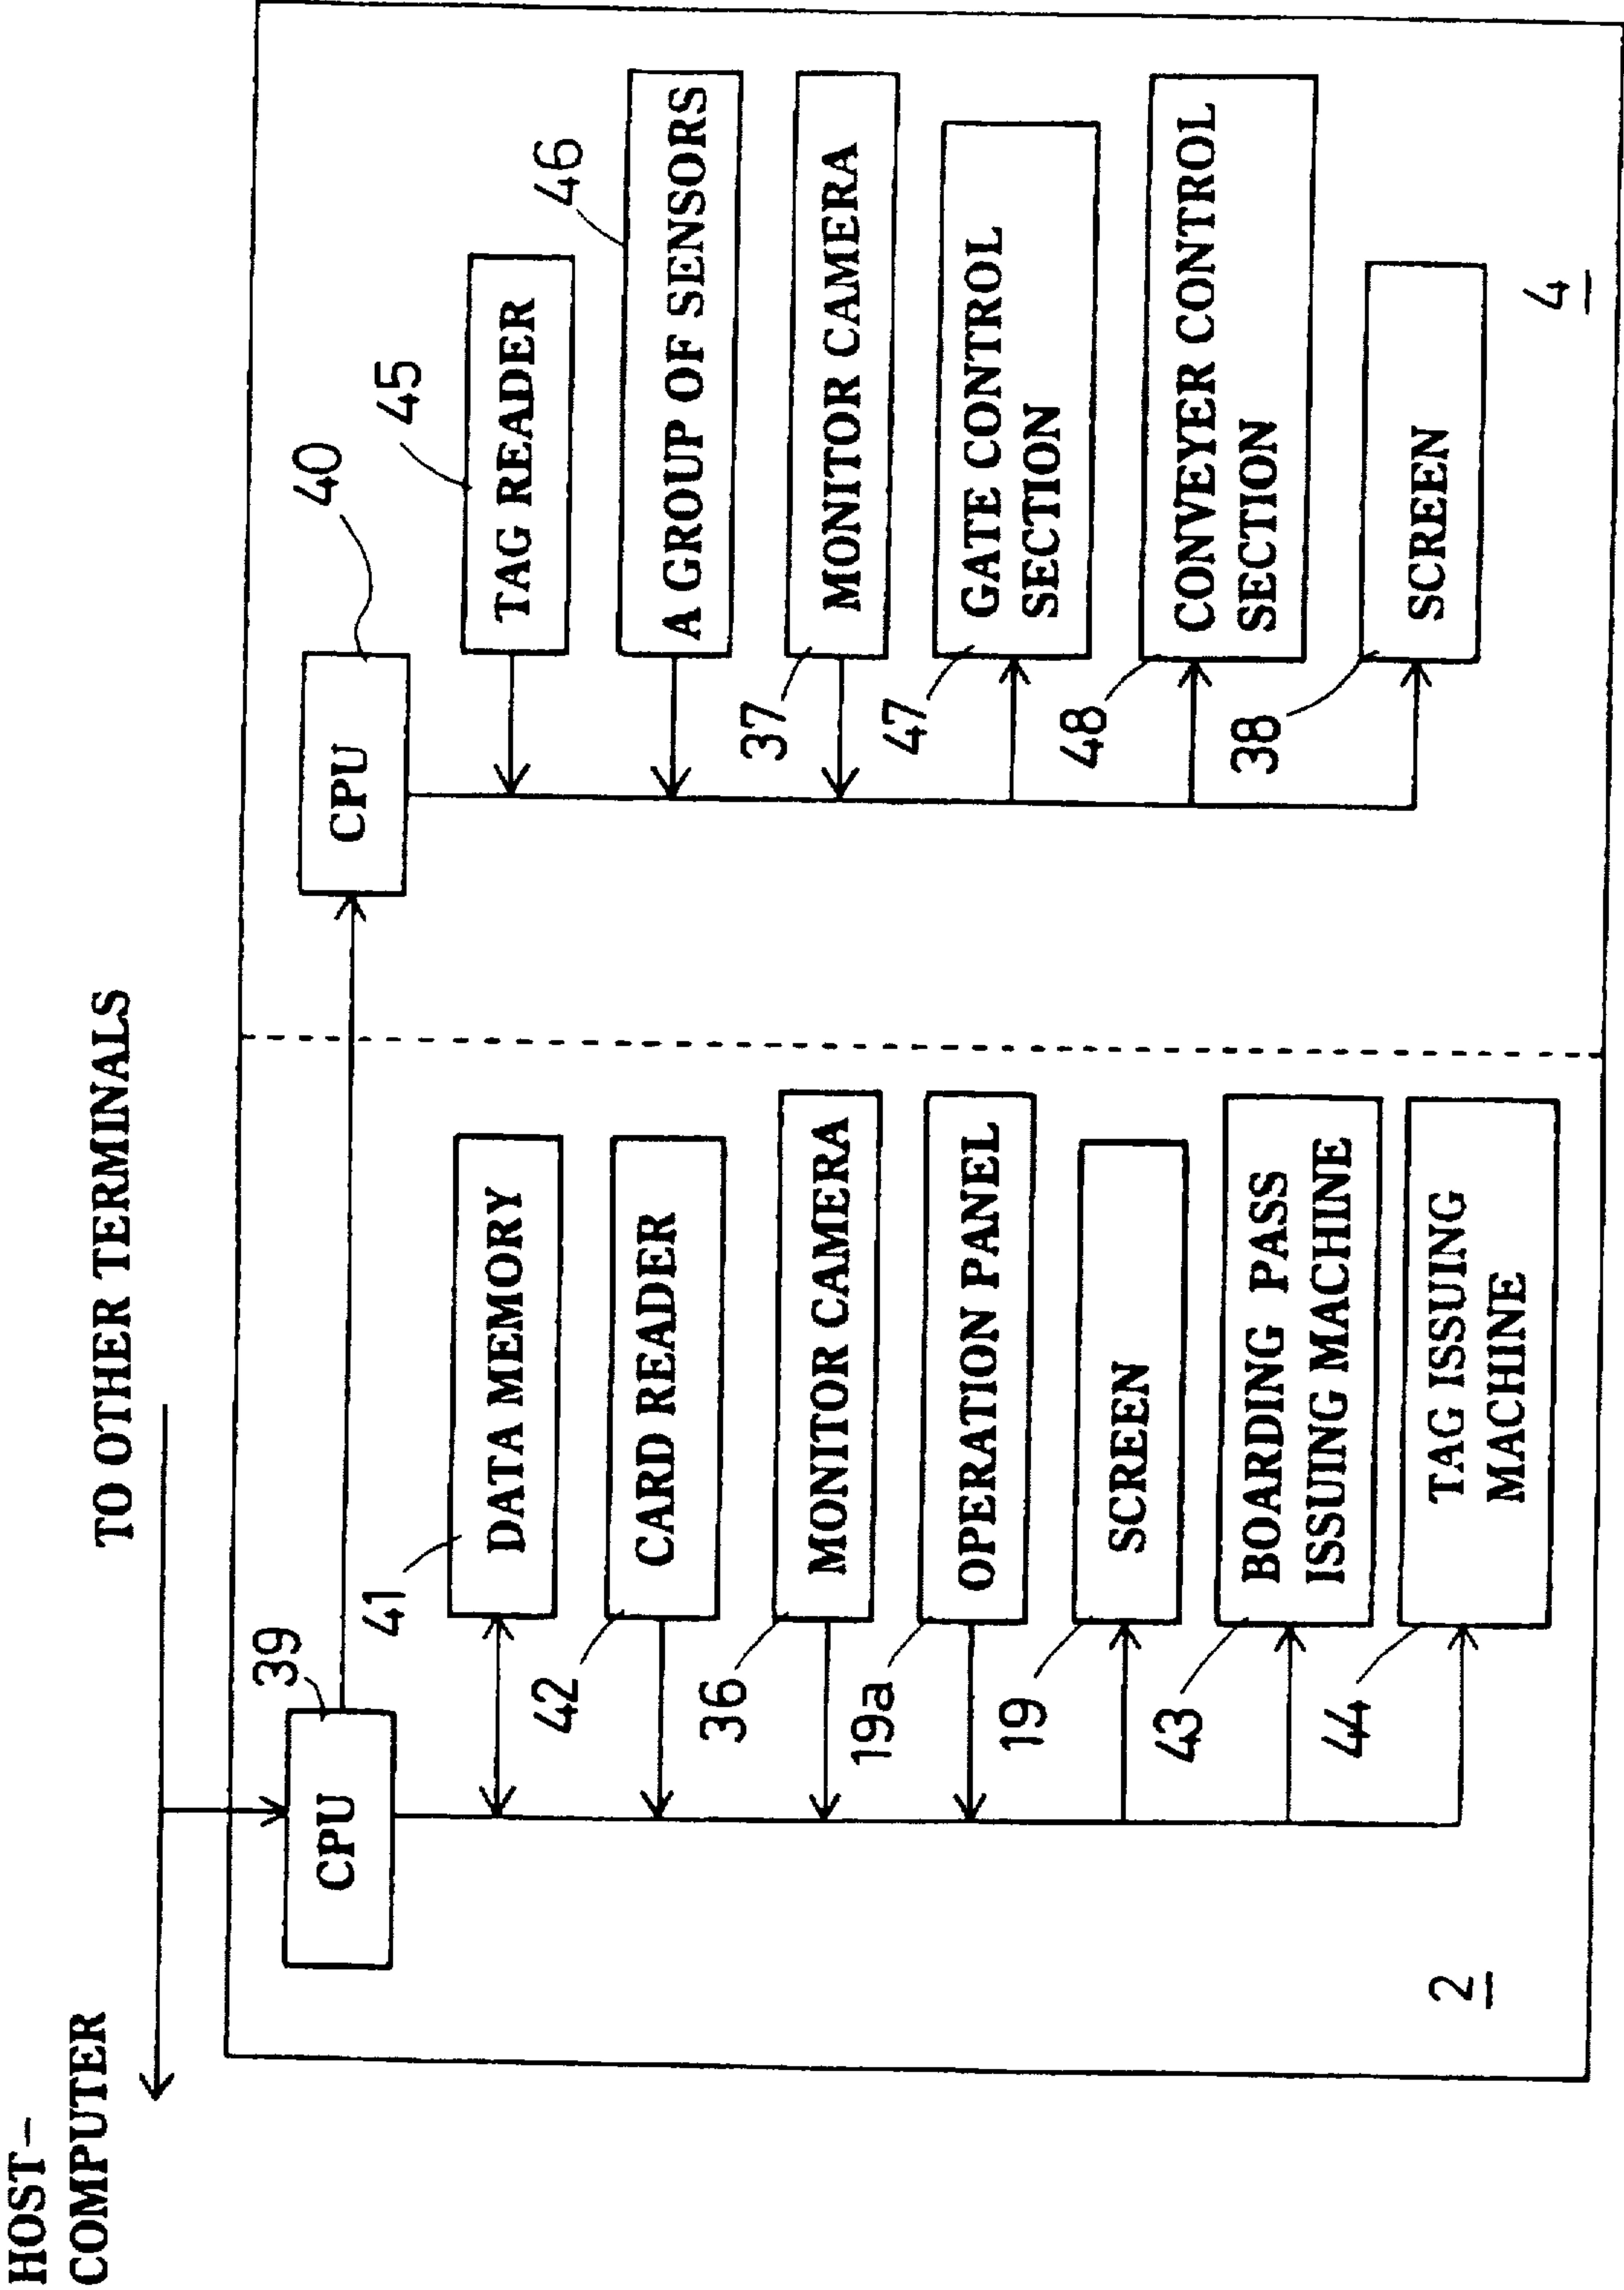 HOST-
COMPUTER
TO OTHER TERMINALS
39
CPU
41
DATA MEMORY
42
CARD READER
36
MONITOR CAMERA
19a
OPERATION PANEL
19
SCREEN
43
BOARDING PASS
ISSUING MACHINE
44
TAG ISSUING
MACHINE
2
40
CPU
45
TAG READER
46
A GROUP OF SENSORS
37
MONITOR CAMERA
47
GATE CONTROL
SECTION
48
CONVEYER CONTROL
SECTION
38
SCREEN
4